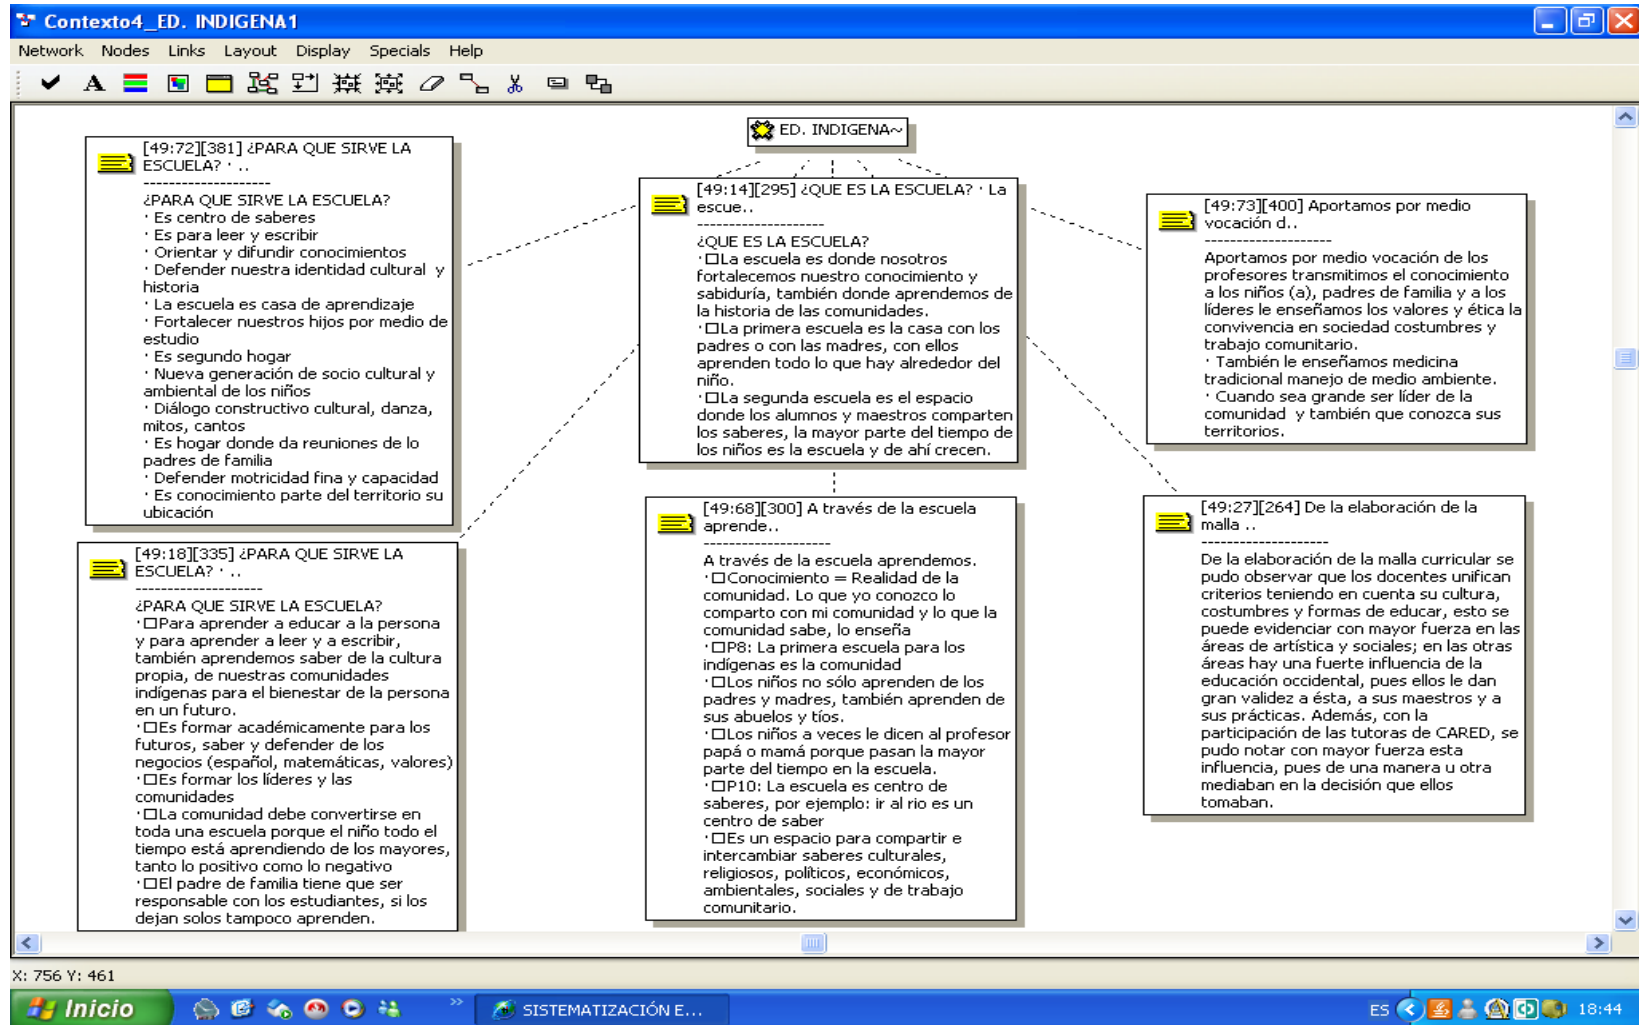 Contexto4_ED. INDIGENA1
Network Nodes Links Layout Display Specials Help
ED. INDIGENA~
[49:72][381] ¿PARA QUE SIRVE LA
ESCUELA? · ..
--------------------
¿PARA QUE SIRVE LA ESCUELA?
· Es centro de saberes
· Es para leer y escribir
· Orientar y difundir conocimientos
· Defender nuestra identidad cultural y
historia
· La escuela es casa de aprendizaje
· Fortalecer nuestros hijos por medio de
estudio
· Es segundo hogar
· Nueva generación de socio cultural y
ambiental de los niños
· Diálogo constructivo cultural, danza,
mitos, cantos
· Es hogar donde da reuniones de lo
padres de familia
· Defender motricidad fina y capacidad
· Es conocimiento parte del territorio su
ubicación
[49:14][295] ¿QUE ES LA ESCUELA? · La
escue..
--------------------
¿QUE ES LA ESCUELA?
·□La escuela es donde nosotros
fortalecemos nuestro conocimiento y
sabiduría, también donde aprendemos de
la historia de las comunidades.
·□La primera escuela es la casa con los
padres o con las madres, con ellos
aprenden todo lo que hay alrededor del
niño.
·□La segunda escuela es el espacio
donde los alumnos y maestros comparten
los saberes, la mayor parte del tiempo de
los niños es la escuela y de ahí crecen.
[49:73][400] Aportamos por medio
vocación d..
--------------------
Aportamos por medio vocación de los
profesores transmitimos el conocimiento
a los niños (a), padres de familia y a los
líderes le enseñamos los valores y ética la
convivencia en sociedad costumbres y
trabajo comunitario.
· También le enseñamos medicina
tradicional manejo de medio ambiente.
· Cuando sea grande ser líder de la
comunidad y también que conozca sus
territorios.
[49:18][335] ¿PARA QUE SIRVE LA
ESCUELA? · ..
--------------------
¿PARA QUE SIRVE LA ESCUELA?
·□Para aprender a educar a la persona
y para aprender a leer y a escribir,
también aprendemos saber de la cultura
propia, de nuestras comunidades
indígenas para el bienestar de la persona
en un futuro.
·□Es formar académicamente para los
futuros, saber y defender de los
negocios (español, matemáticas, valores)
·□Es formar los líderes y las
comunidades
·□La comunidad debe convertirse en
toda una escuela porque el niño todo el
tiempo está aprendiendo de los mayores,
tanto lo positivo como lo negativo
·□El padre de familia tiene que ser
responsable con los estudiantes, si los
dejan solos tampoco aprenden.
[49:68][300] A través de la escuela
aprende..
--------------------
A través de la escuela aprendemos.
·□Conocimiento = Realidad de la
comunidad. Lo que yo conozco lo
comparto con mi comunidad y lo que la
comunidad sabe, lo enseña
·□P8: La primera escuela para los
indígenas es la comunidad
·□Los niños no sólo aprenden de los
padres y madres, también aprenden de
sus abuelos y tíos.
·□Los niños a veces le dicen al profesor
papá o mamá porque pasan la mayor
parte del tiempo en la escuela.
·□P10: La escuela es centro de
saberes, por ejemplo: ir al rio es un
centro de saber
·□Es un espacio para compartir e
intercambiar saberes culturales,
religiosos, políticos, económicos,
ambientales, sociales y de trabajo
comunitario.
[49:27][264] De la elaboración de la
malla ..
--------------------
De la elaboración de la malla curricular se
pudo observar que los docentes unifican
criterios teniendo en cuenta su cultura,
costumbres y formas de educar, esto se
puede evidenciar con mayor fuerza en las
áreas de artística y sociales; en las otras
áreas hay una fuerte influencia de la
educación occidental, pues ellos le dan
gran validez a ésta, a sus maestros y a
sus prácticas. Además, con la
participación de las tutoras de CARED, se
pudo notar con mayor fuerza esta
influencia, pues de una manera u otra
mediaban en la decisión que ellos
tomaban.
X: 756 Y: 461
Inicio
SISTEMATIZACIÓN E...
ES
18:44